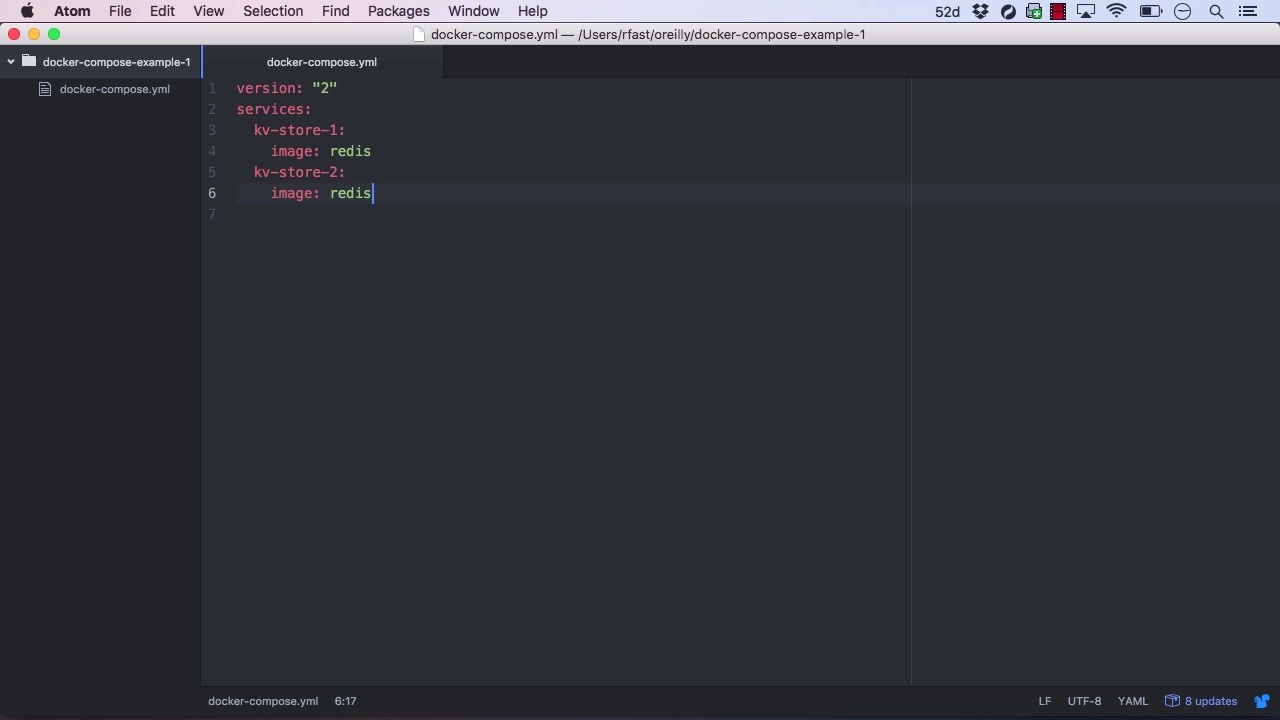 Atom File Edit View Selection Find Packages Window Help 52d
docker-compose.yml — /Users/rfast/oreilly/docker-compose-example-1
docker-compose-example-1
docker-compose.yml
docker-compose.yml
1 version: "2"
2 services:
3 kv-store-1:
4 image: redis
5 kv-store-2:
6 image: redis
7
docker-compose.yml 6:17 LF UTF-8 YAML 8 updates